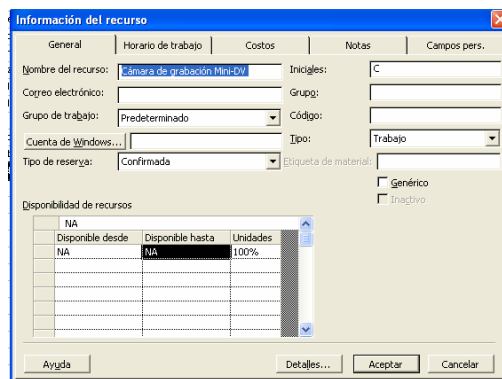 Información del recurso
General Horario de trabajo Costos Notas Campos pers.
Nombre del recurso: Cámara de grabación Mini-DV Iniciales: C
Correo electrónico: Grupo:
Grupo de trabajo: Predeterminado Código:
Cuenta de Windows... Tipo: Trabajo
Tipo de reserva: Confirmada Etiqueta de material:
Genérico
Inactivo
Disponibilidad de recursos
NA
Disponible desde Disponible hasta Unidades
NA NA 100%
Ayuda Detalles... Aceptar Cancelar